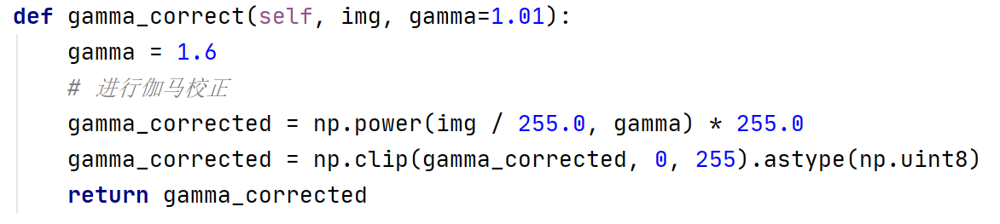 def gamma_correct(self, img, gamma=1.01):
    gamma = 1.6
    # 进行伽马校正
    gamma_corrected = np.power(img / 255.0, gamma) * 255.0
    gamma_corrected = np.clip(gamma_corrected, 0, 255).astype(np.uint8)
    return gamma_corrected